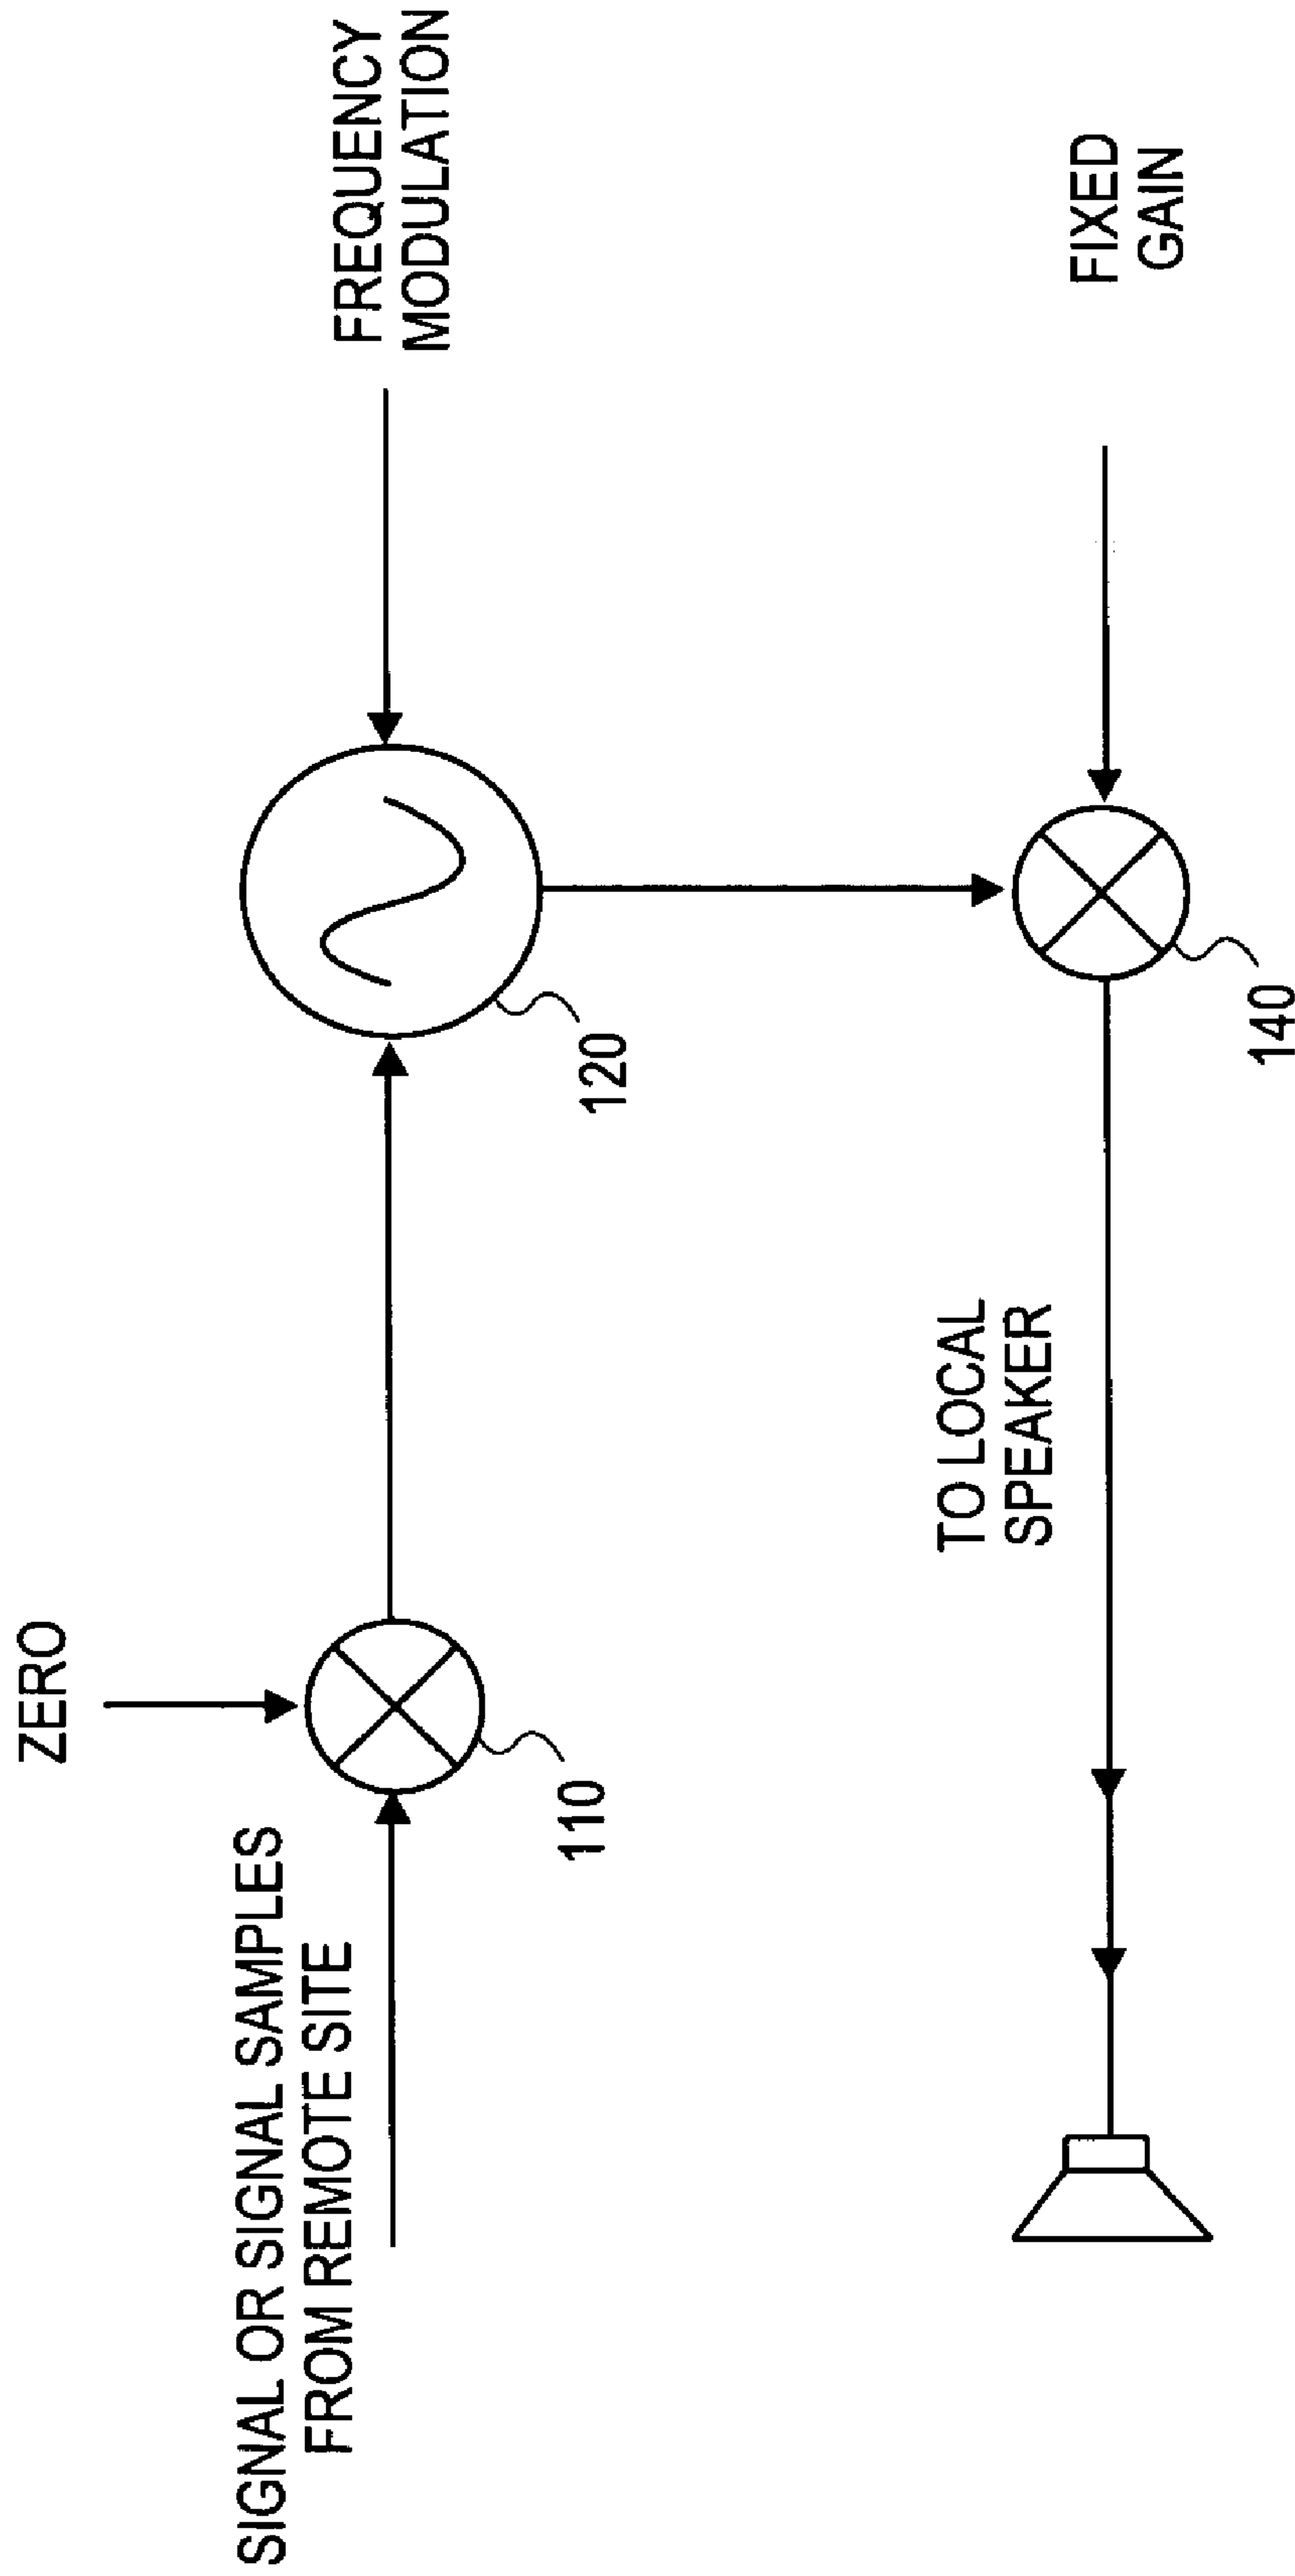 ZERO
SIGNAL OR SIGNAL SAMPLES
FROM REMOTE SITE
110
120
FREQUENCY
MODULATION
TO LOCAL
SPEAKER
140
FIXED
GAIN